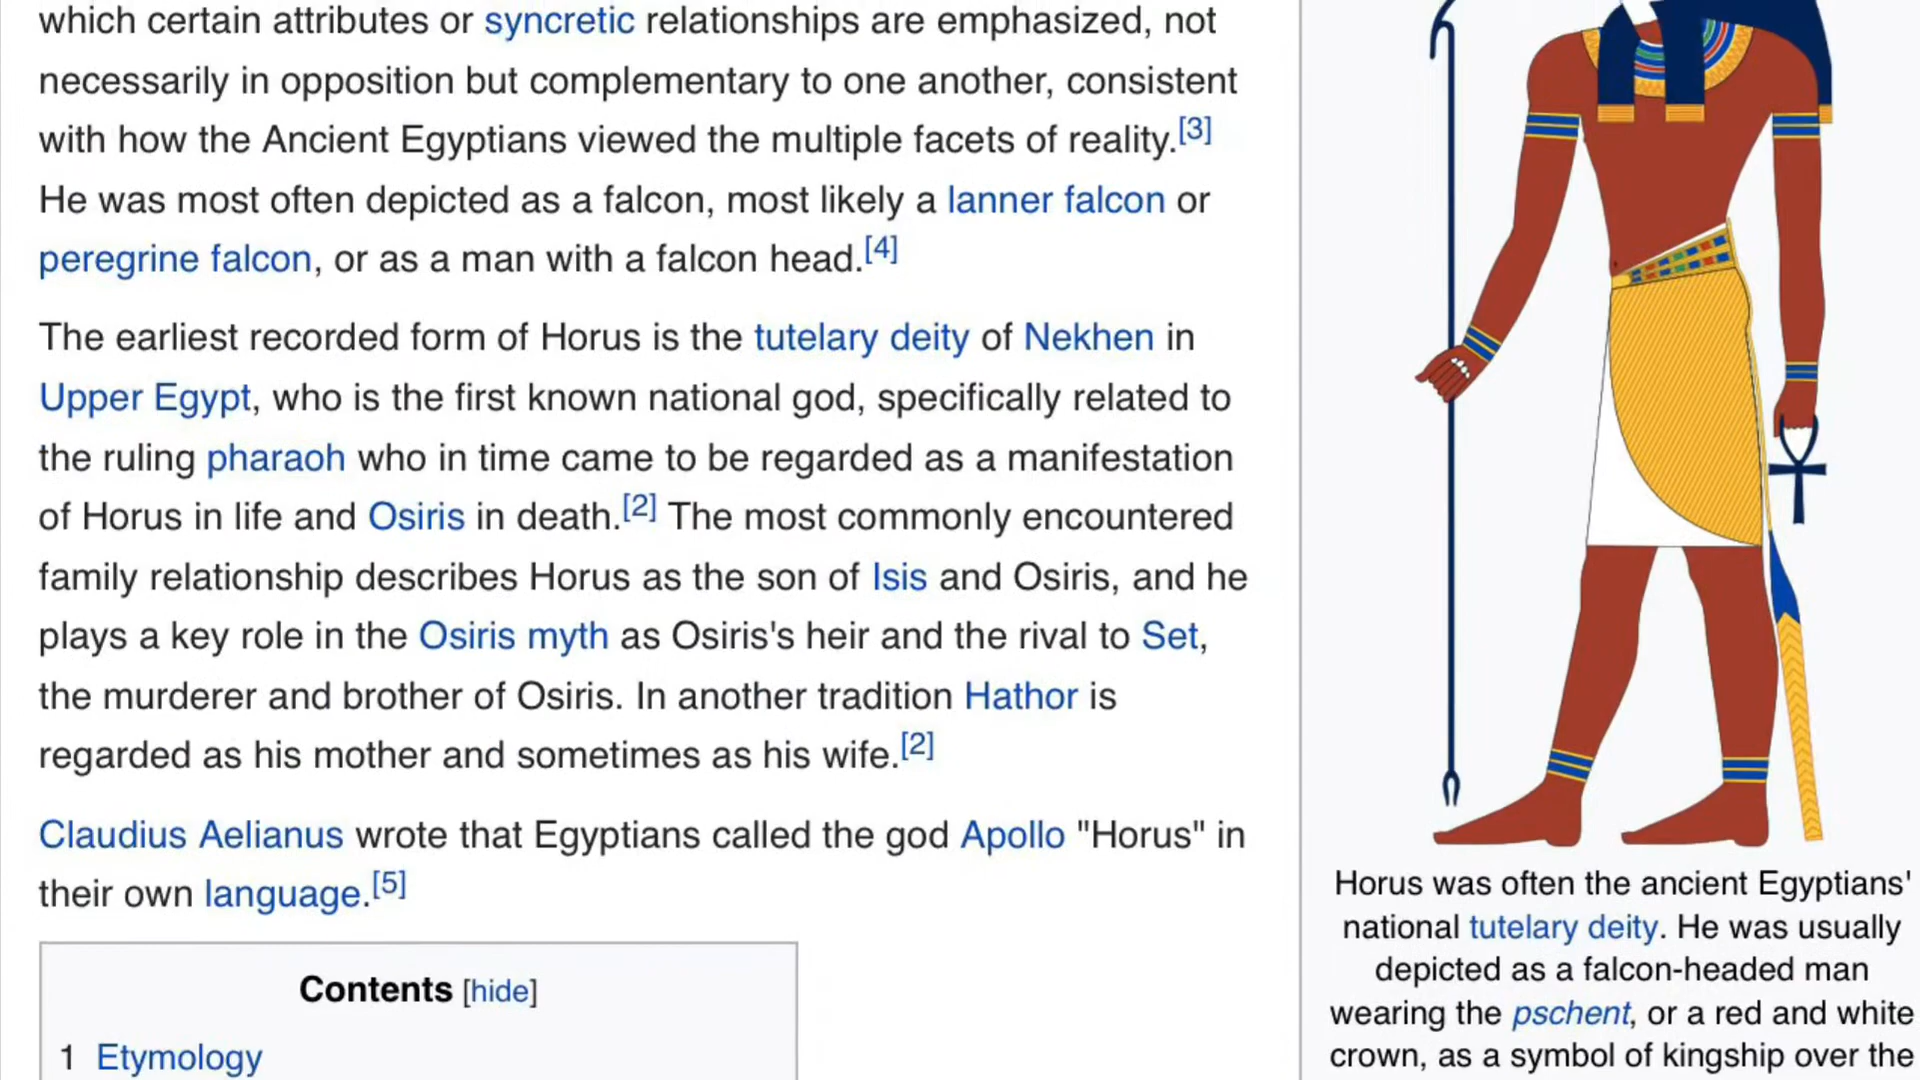 which certain attributes or syncretic relationships are emphasized, not
necessarily in opposition but complementary to one another, consistent
with how the Ancient Egyptians viewed the multiple facets of reality.[3]
He was most often depicted as a falcon, most likely a lanner falcon or
peregrine falcon, or as a man with a falcon head.[4]
The earliest recorded form of Horus is the tutelary deity of Nekhen in
Upper Egypt, who is the first known national god, specifically related to
the ruling pharaoh who in time came to be regarded as a manifestation
of Horus in life and Osiris in death.[2] The most commonly encountered
family relationship describes Horus as the son of Isis and Osiris, and he
plays a key role in the Osiris myth as Osiris's heir and the rival to Set,
the murderer and brother of Osiris. In another tradition Hathor is
regarded as his mother and sometimes as his wife.[2]
Claudius Aelianus wrote that Egyptians called the god Apollo "Horus" in
their own language.[5]
Contents [hide]
1 Etymology
Horus was often the ancient Egyptians'
national tutelary deity. He was usually
depicted as a falcon-headed man
wearing the pschent, or a red and white
crown, as a symbol of kingship over the